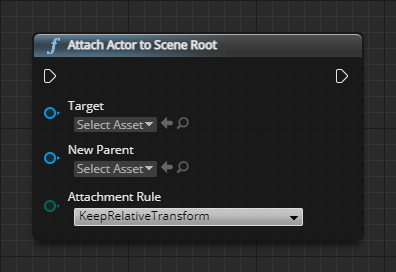 Attach Actor to Scene Root
Target
Select Asset
New Parent
Select Asset
Attachment Rule
KeepRelativeTransform